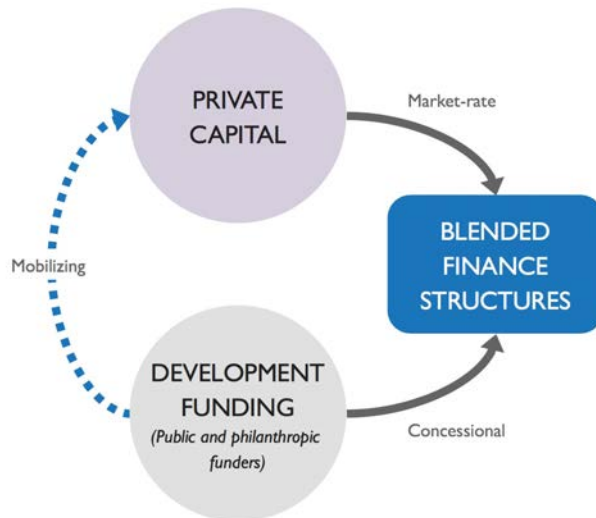 PRIVATE
CAPITAL
Market-rate
BLENDED
FINANCE
STRUCTURES
Mobilizing
DEVELOPMENT
FUNDING
(Public and philanthropic
funders)
Concessional